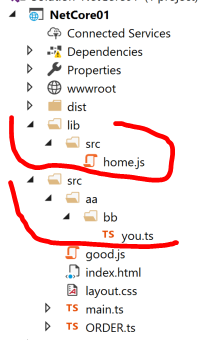 NetCore01
Connected Services
Dependencies
Properties
wwwroot
dist
lib
src
home.js
src
aa
bb
TS you.ts
good.js
index.html
layout.css
TS main.ts
TS ORDER.ts